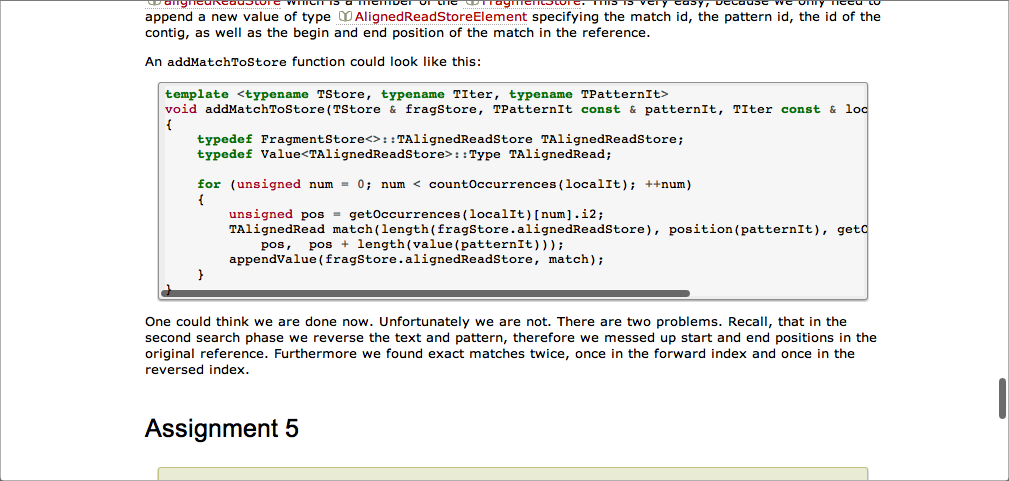 alignedReadStore which is a member of the FragmentStore. This is very easy, because we only need to
append a new value of type AlignedReadStoreElement specifying the match id, the pattern id, the id of the
contig, as well as the begin and end position of the match in the reference.
An addMatchToStore function could look like this:
template <typename TStore, typename TIter, typename TPatternIt>
void addMatchToStore(TStore & fragStore, TPatternIt const & patternIt, TIter const & loc
{
typedef FragmentStore<>::TAlignedReadStore TAlignedReadStore;
typedef Value<TAlignedReadStore>::Type TAlignedRead;
for (unsigned num = 0; num < countOccurrences(localIt); ++num)
{
unsigned pos = getOccurrences(localIt)[num].i2;
TAlignedRead match(length(fragStore.alignedReadStore), position(patternIt), getO
pos, pos + length(value(patternIt)));
appendValue(fragStore.alignedReadStore, match);
}
}
One could think we are done now. Unfortunately we are not. There are two problems. Recall, that in the
second search phase we reverse the text and pattern, therefore we messed up start and end positions in the
original reference. Furthermore we found exact matches twice, once in the forward index and once in the
reversed index.
Assignment 5